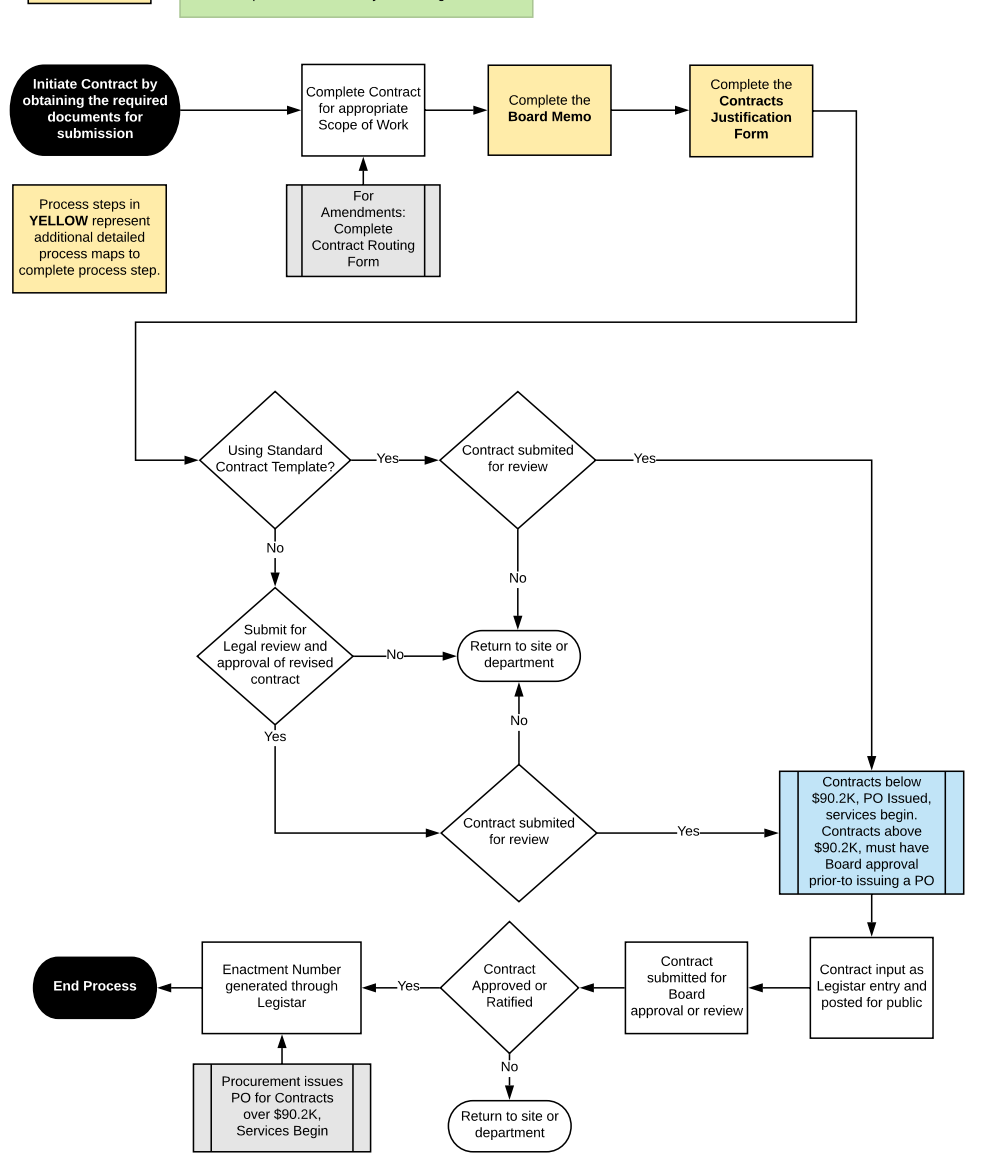 Initiate Contract by
obtaining the required
documents for
submission
Complete Contract
for appropriate
Scope of Work
Complete the
Board Memo
Complete the
Contracts
Justification
Form
Process steps in
YELLOW represent
additional detailed
process maps to
complete process step.
For
Amendments:
Complete
Contract Routing
Form
Using Standard
Contract Template?
Yes
Contract submited
for review
Yes
No
No
Submit for
Legal review and
approval of revised
contract
No
Return to site or
department
No
Yes
Contract submited
for review
Yes
Contracts below
$90.2K, PO Issued,
services begin.
Contracts above
$90.2K, must have
Board approval
prior-to issuing a PO
End Process
Enactment Number
generated through
Legistar
Yes
Contract
Approved or
Ratified
Contract
submitted for
Board
approval or review
Contract input as
Legistar entry and
posted for public
No
Procurement issues
PO for Contracts
over $90.2K,
Services Begin
Return to site or
department